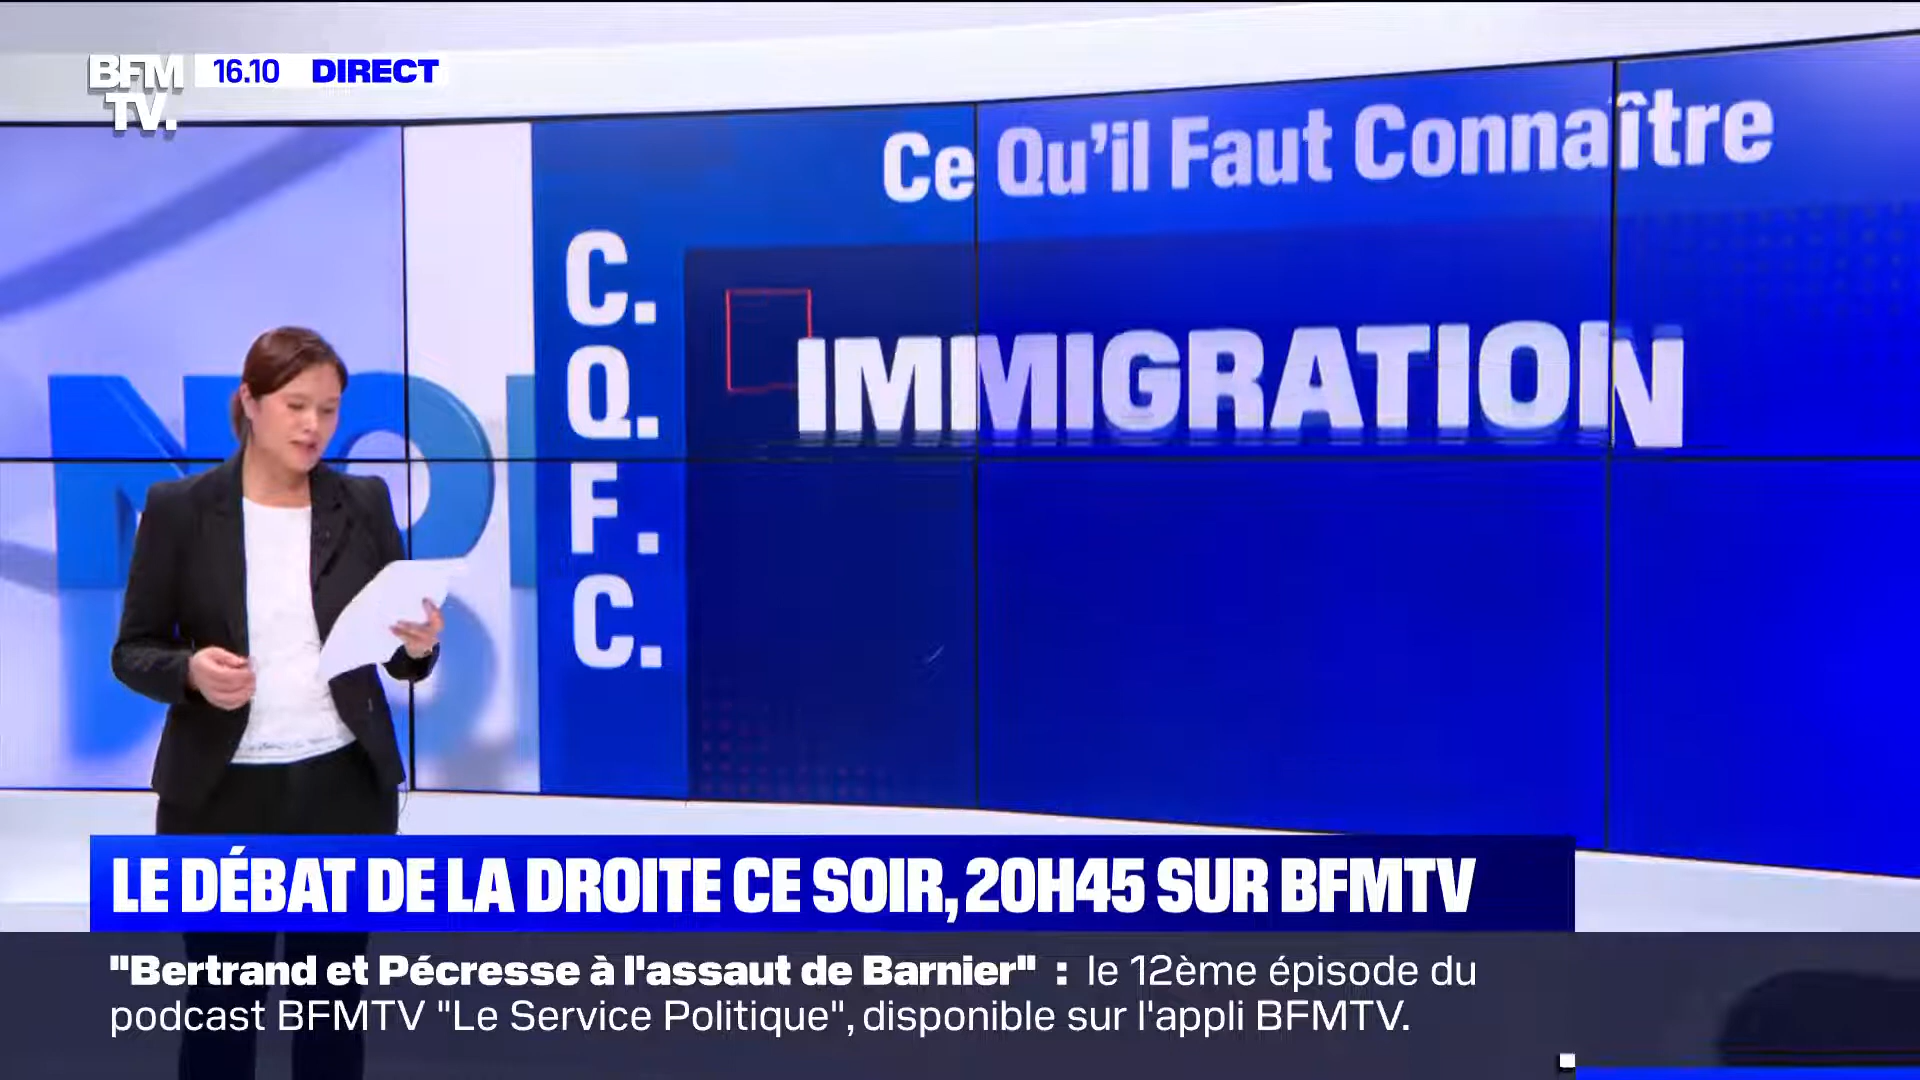 BFM
TV.
16.10 DIRECT
Ce Qu'il Faut Connaître
C.
Q.
F.
C.
IMMIGRATION
NO
LE DÉBAT DE LA DROITE CE SOIR, 20H45 SUR BFMTV
"Bertrand et Pécresse à l'assaut de Barnier" : le 12ème épisode du
podcast BFMTV "Le Service Politique", disponible sur l'appli BFMTV.